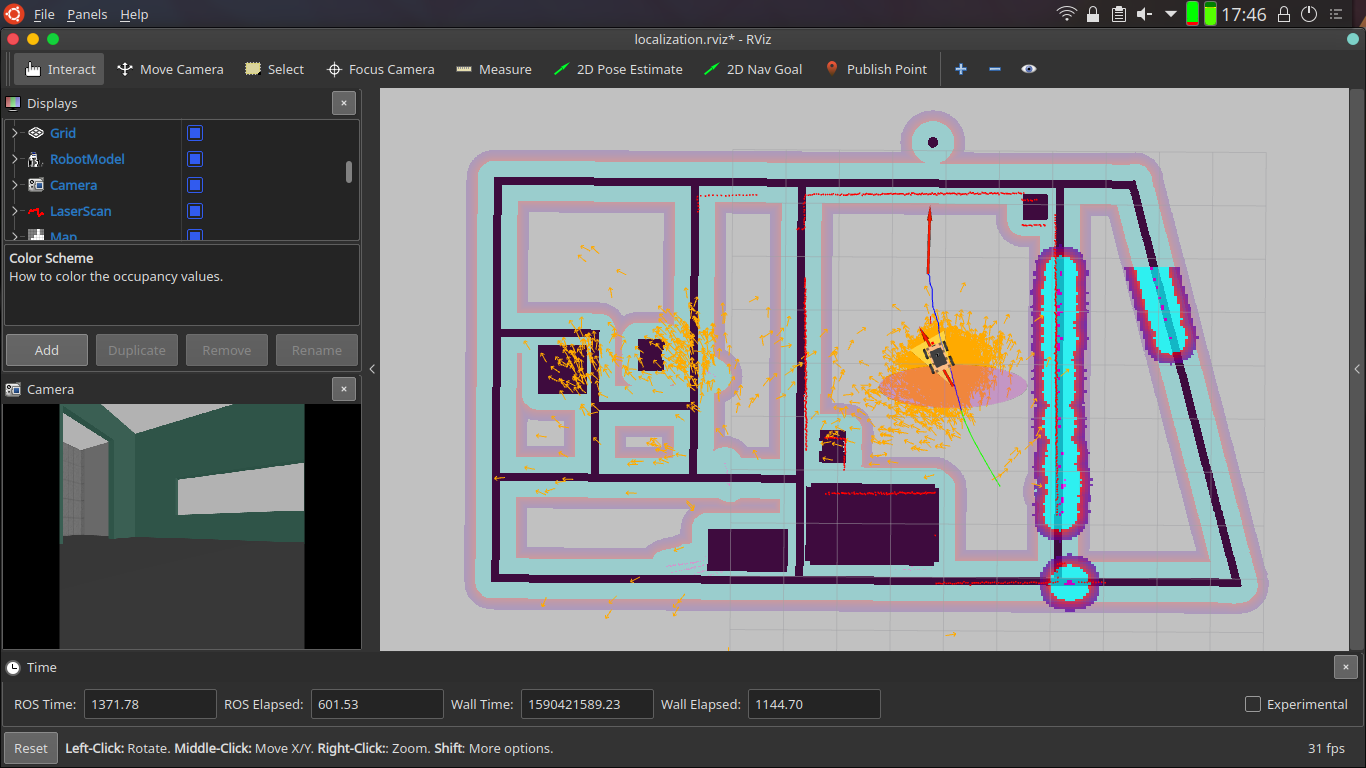 File Panels Help 17:46
localization.rviz* - RViz
Interact Move Camera Select Focus Camera Measure 2D Pose Estimate 2D Nav Goal Publish Point
Displays
Grid
RobotModel
Camera
LaserScan
Map
Color Scheme
How to color the occupancy values.
Add Duplicate Remove Rename
Camera
Time
ROS Time: 1371.78 ROS Elapsed: 601.53 Wall Time: 1590421589.23 Wall Elapsed: 1144.70 Experimental
Reset Left-Click: Rotate. Middle-Click: Move X/Y. Right-Click:: Zoom. Shift: More options. 31 fps